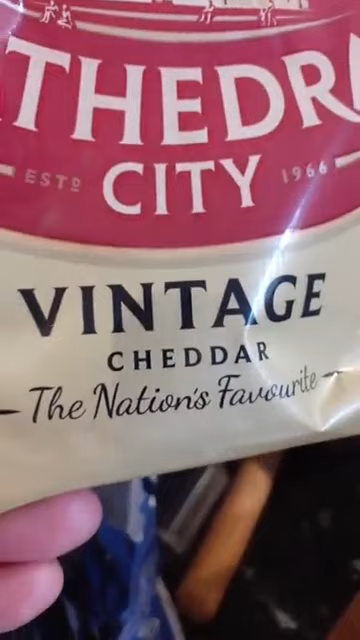 THEDR
CITY
ESTD 1966
VINTAGE
CHEDDAR
The Nation's Favourite